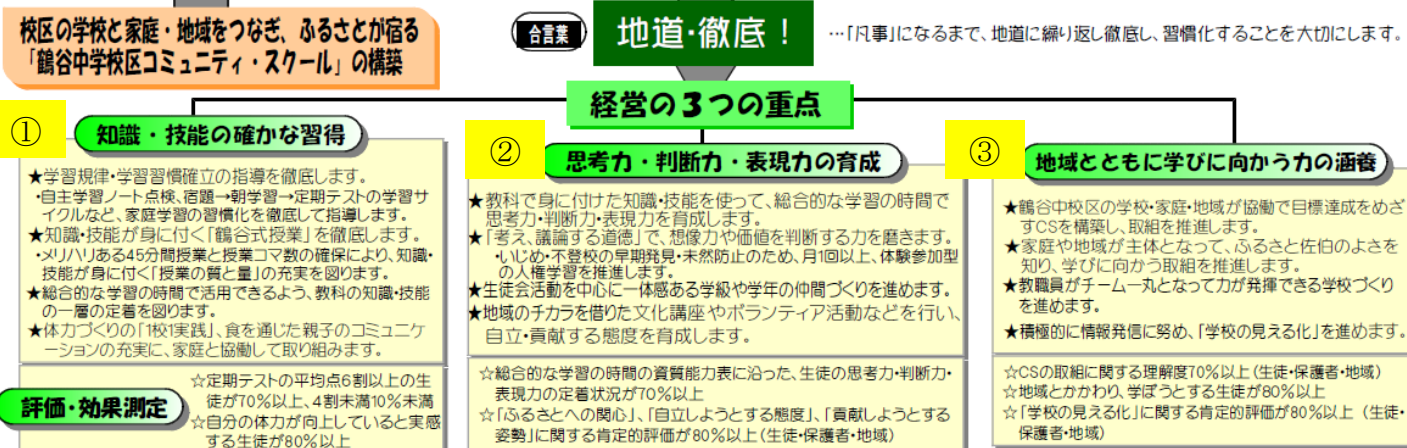 校区の学校と家庭・地域をつなぎ、ふるさとが宿る
「鶴谷中学校区コミュニティ・スクール」の構築
合言葉
地道・徹底！
…「凡事」になるまで、地道に繰り返し徹底し、習慣化することを大切にします。
経営の３つの重点
①
知識・技能の確かな習得
★学習規律・学習習慣確立の指導を徹底します。
・自主学習ノート点検、宿題→朝学習→定期テストの学習サ
イクルなど、家庭学習の習慣化を徹底して指導します。
★知識・技能が身に付く「鶴谷式授業」を徹底します。
・メリハリある45分間授業と授業コマ数の確保により、知識・
技能が身に付く「授業の質と量」の充実を図ります。
★総合的な学習の時間で活用できるよう、教科の知識・技能
の一層の定着を図ります。
★体力づくりの「1校1実践」、食を通じた親子のコミュニケ
ーションの充実に、家庭と協働して取り組みます。
評価・効果測定
☆定期テストの平均点6割以上の生
徒が70％以上、4割未満10％未満
☆自分の体力が向上していると実感
する生徒が80％以上
②
思考力・判断力・表現力の育成
★教科で身に付けた知識・技能を使って、総合的な学習の時間で
思考力・判断力・表現力を育成します。
★「考え、議論する道徳」で、想像力や価値を判断する力を磨きます。
・いじめ・不登校の早期発見・未然防止のため、月1回以上、体験参加型
の人権学習を推進します。
★生徒会活動を中心に一体感ある学級や学年の仲間づくりを進めます。
★地域のチカラを借りた文化講座やボランティア活動などを行い、
自立・貢献する態度を育成します。
☆総合的な学習の時間の資質能力表に沿った、生徒の思考力・判断力・
表現力の定着状況が70％以上
☆「ふるさとへの関心」、「自立しようとする態度」、「貢献しようとする
姿勢」に関する肯定的評価が80％以上（生徒・保護者・地域）
③
地域とともに学びに向かう力の涵養
★鶴谷中校区の学校・家庭・地域が協働で目標達成をめざ
すCSを構築し、取組を推進します。
★家庭や地域が主体となって、ふるさと佐伯のよさを
知り、学びに向かう取組を推進します。
★教職員がチーム一丸となって力が発揮できる学校づくり
を進めます。
★積極的に情報発信に努め、「学校の見える化」を進めます。
☆CSの取組に関する理解度70％以上（生徒・保護者・地域）
☆地域とかかわり、学ぼうとする生徒が80％以上
☆「学校の見える化」に関する肯定的評価が80％以上（生徒・
保護者・地域）